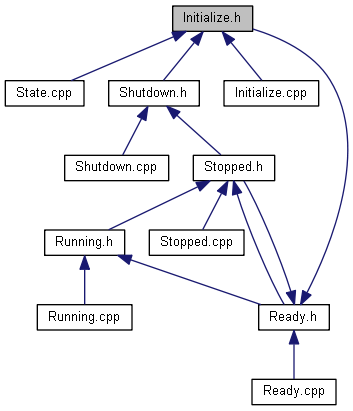 Initialize.h
State.cpp
Shutdown.h
Initialize.cpp
Shutdown.cpp
Stopped.h
Running.h
Stopped.cpp
Running.cpp
Ready.h
Ready.cpp